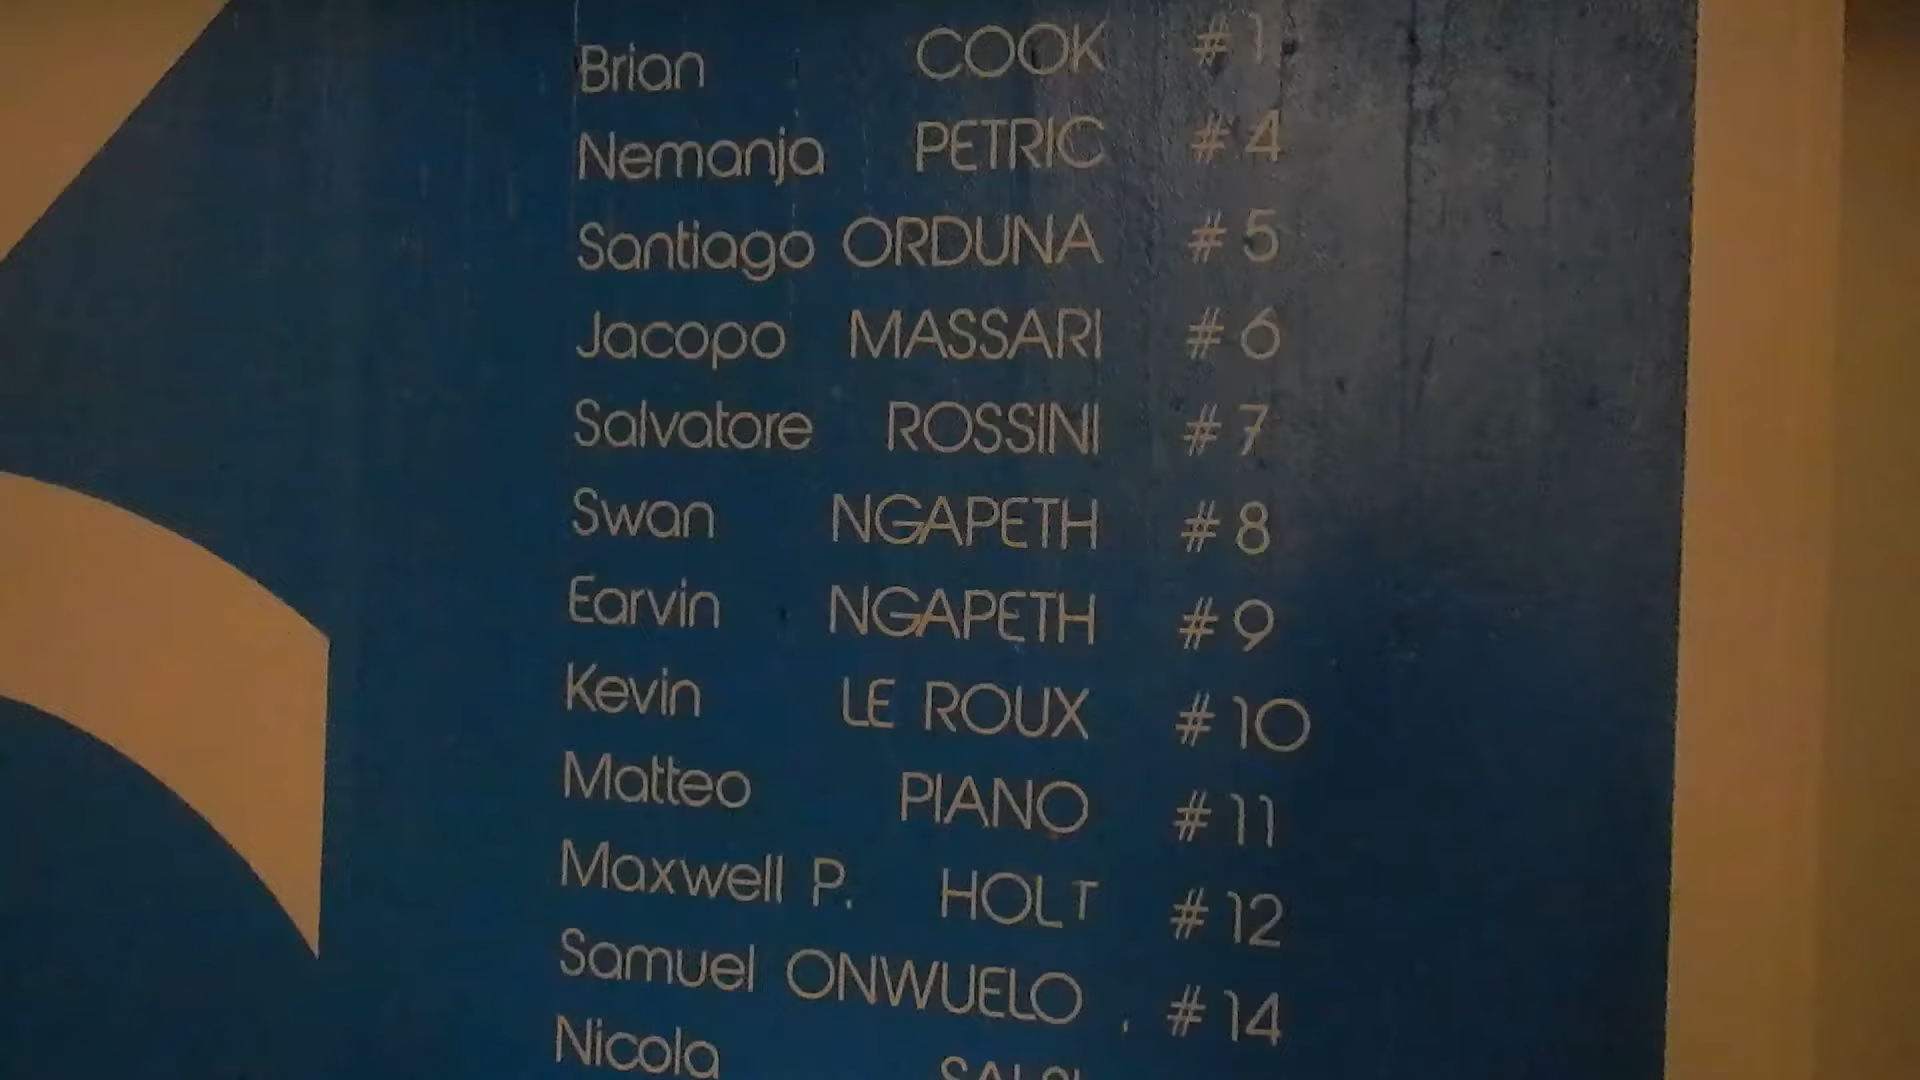 Brian COOK #1
Nemanja PETRIC #4
Santiago ORDUNA #5
Jacopo MASSARI #6
Salvatore ROSSINI #7
Swan NGAPETH #8
Earvin NGAPETH #9
Kevin LE ROUX #10
Matteo PIANO #11
Maxwell P. HOLT #12
Samuel ONWUELO #14
Nicola